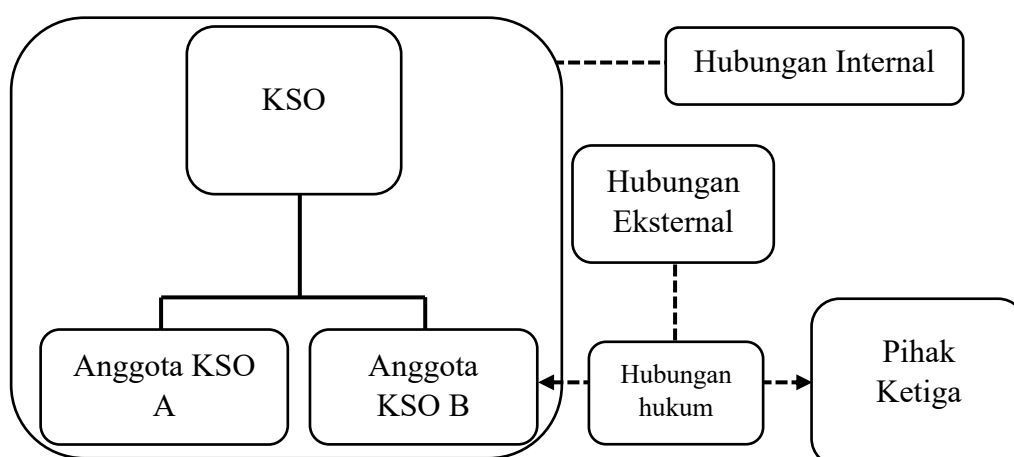 KSO
Hubungan Internal
Hubungan
Eksternal
Anggota KSO
A
Anggota
KSO B
Hubungan
hukum
Pihak
Ketiga